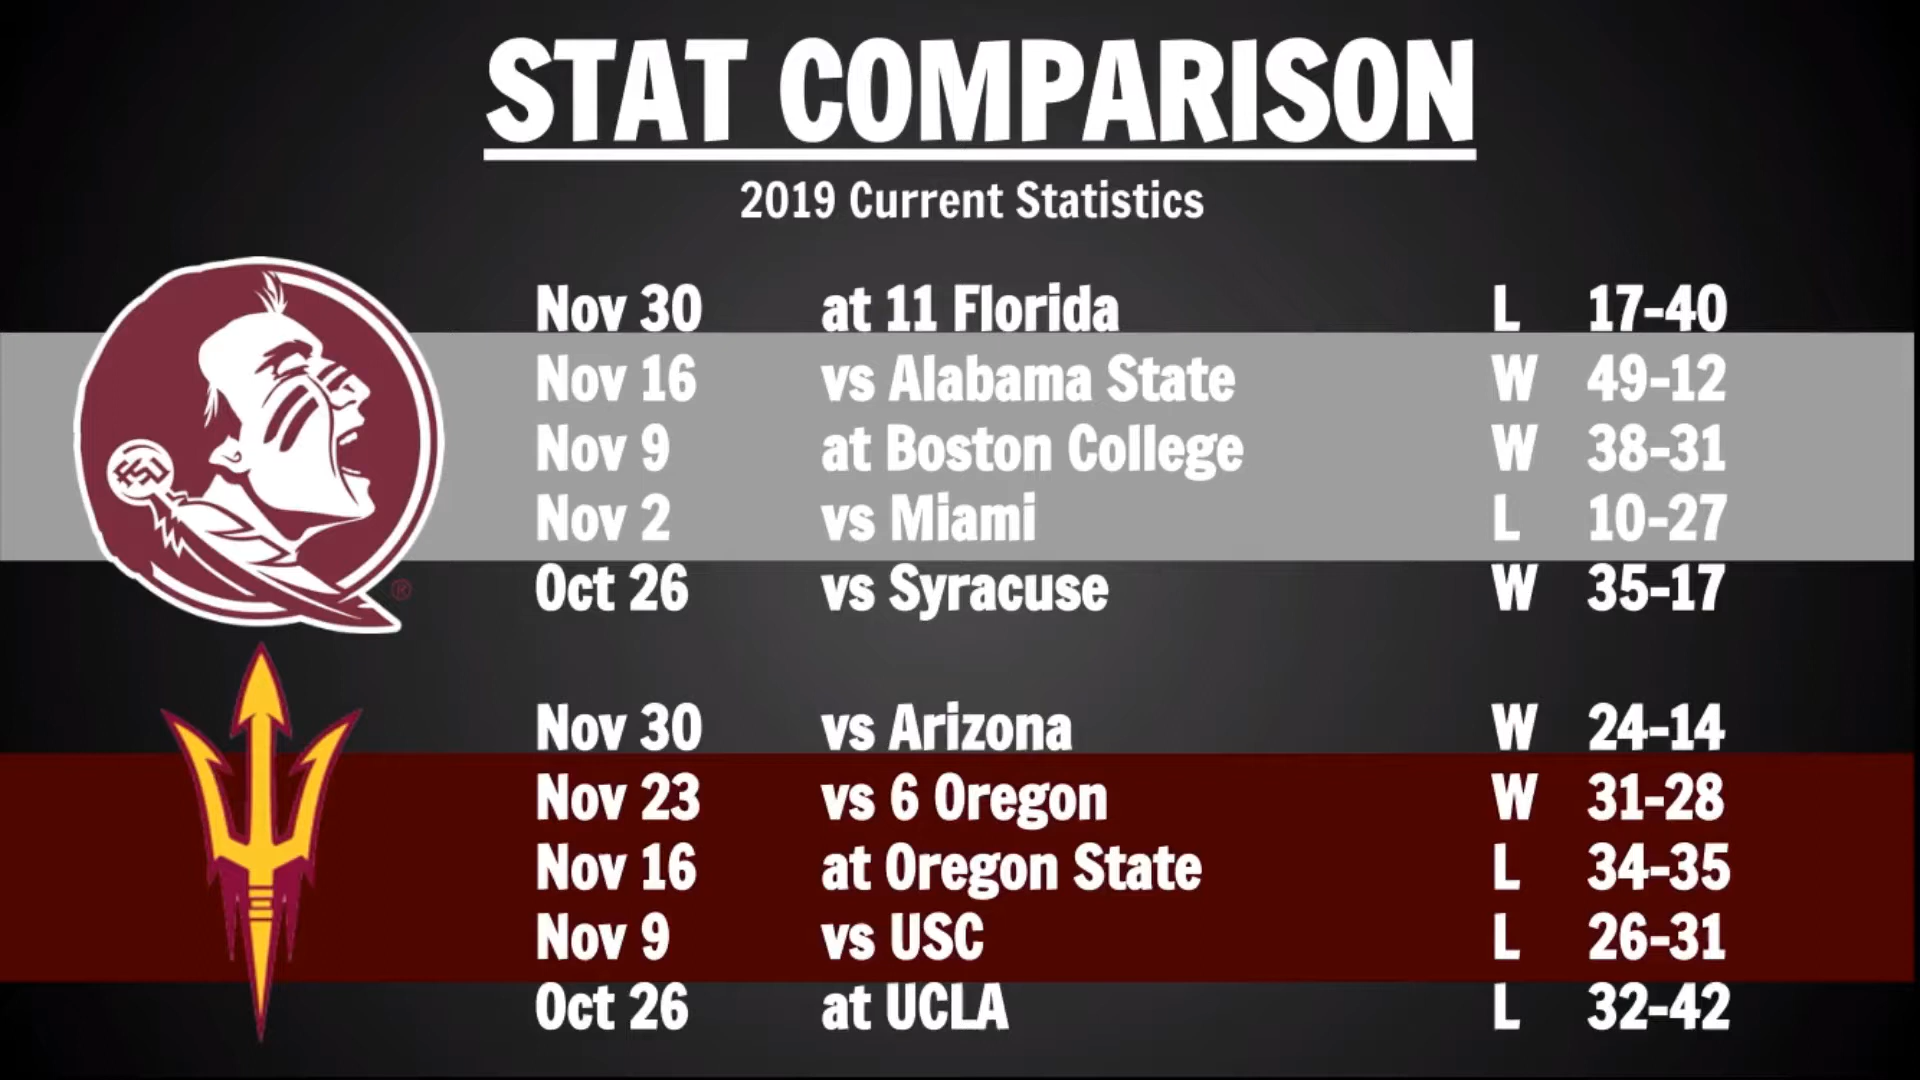 STAT COMPARISON
2019 Current Statistics
Nov 30 at 11 Florida L 17-40
Nov 16 vs Alabama State W 49-12
Nov 9 at Boston College W 38-31
Nov 2 vs Miami L 10-27
Oct 26 vs Syracuse W 35-17
FSU
®
Nov 30 vs Arizona W 24-14
Nov 23 vs 6 Oregon W 31-28
Nov 16 at Oregon State L 34-35
Nov 9 vs USC L 26-31
Oct 26 at UCLA L 32-42